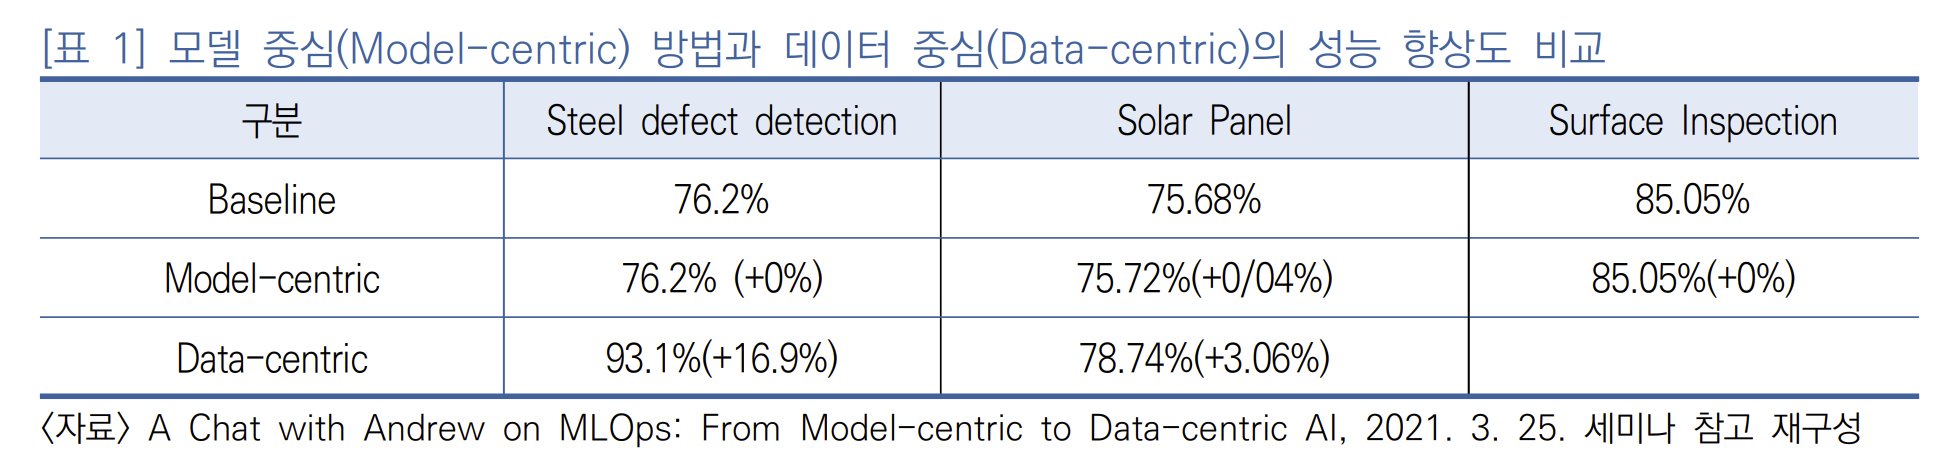 [표 1] 모델 중심(Model-centric) 방법과 데이터 중심(Data-centric)의 성능 향상도 비교
구분 Steel defect detection Solar Panel Surface Inspection
Baseline 76.2% 75.68% 85.05%
Model-centric 76.2% (+0%) 75.72%(+0/04%) 85.05%(+0%)
Data-centric 93.1%(+16.9%) 78.74%(+3.06%)
<자료> A Chat with Andrew on MLOps: From Model-centric to Data-centric AI, 2021. 3. 25. 세미나 참고 재구성